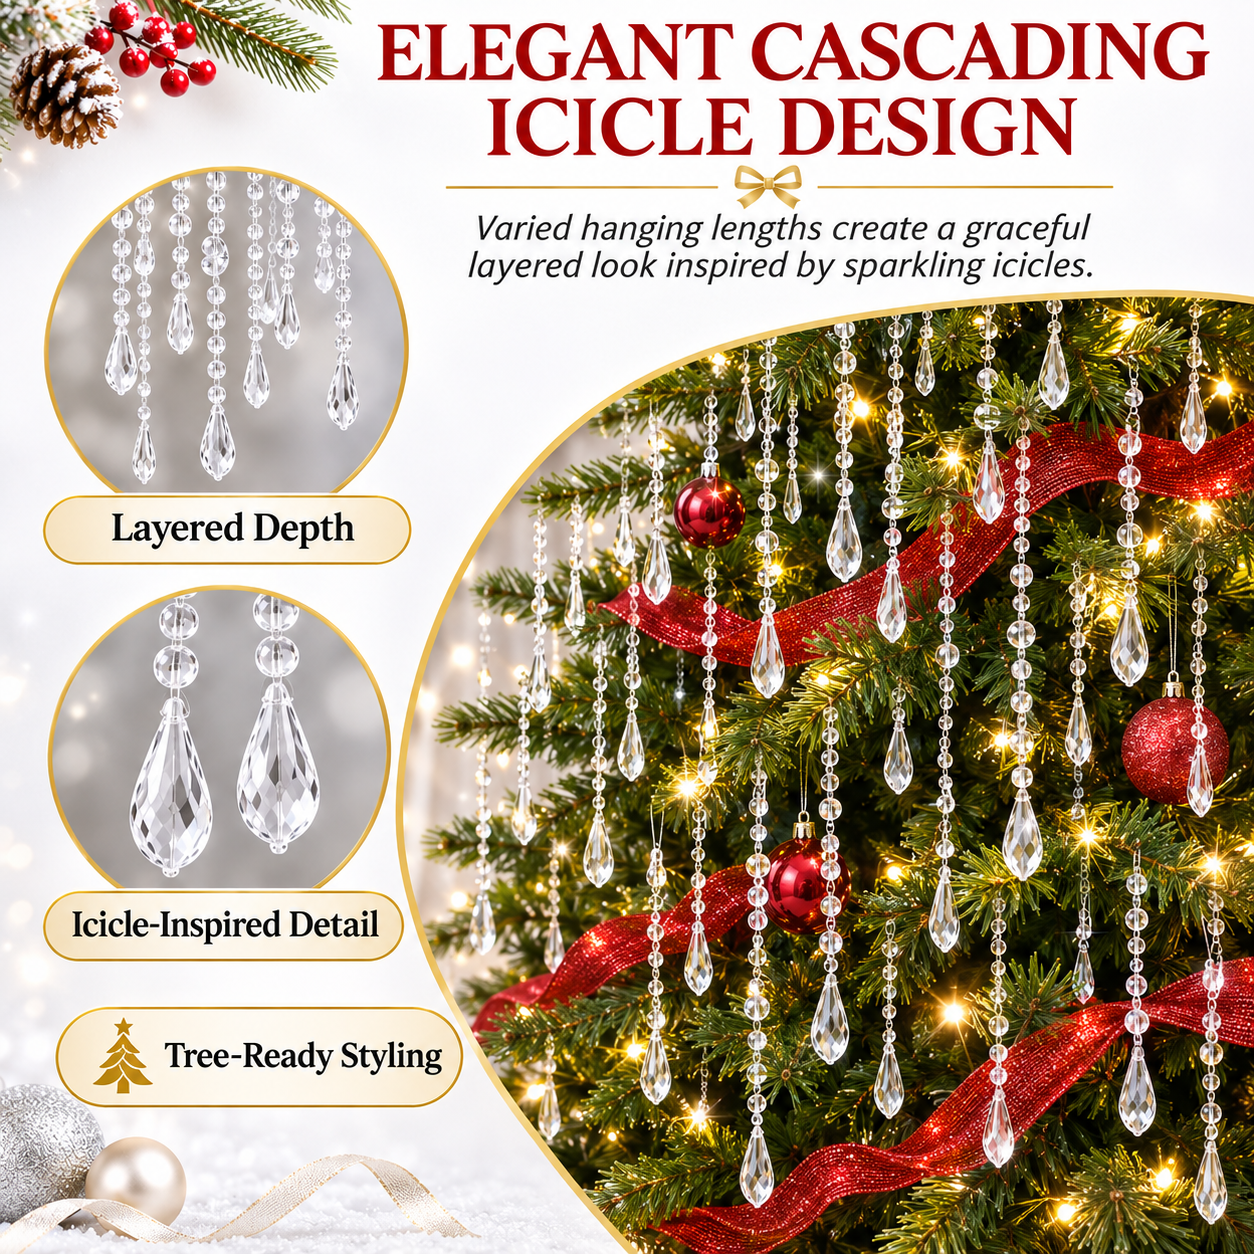 ELEGANT CASCADING
ICICLE DESIGN
Varied hanging lengths create a graceful
layered look inspired by sparkling icicles.
Layered Depth
Icicle-Inspired Detail
Tree-Ready Styling